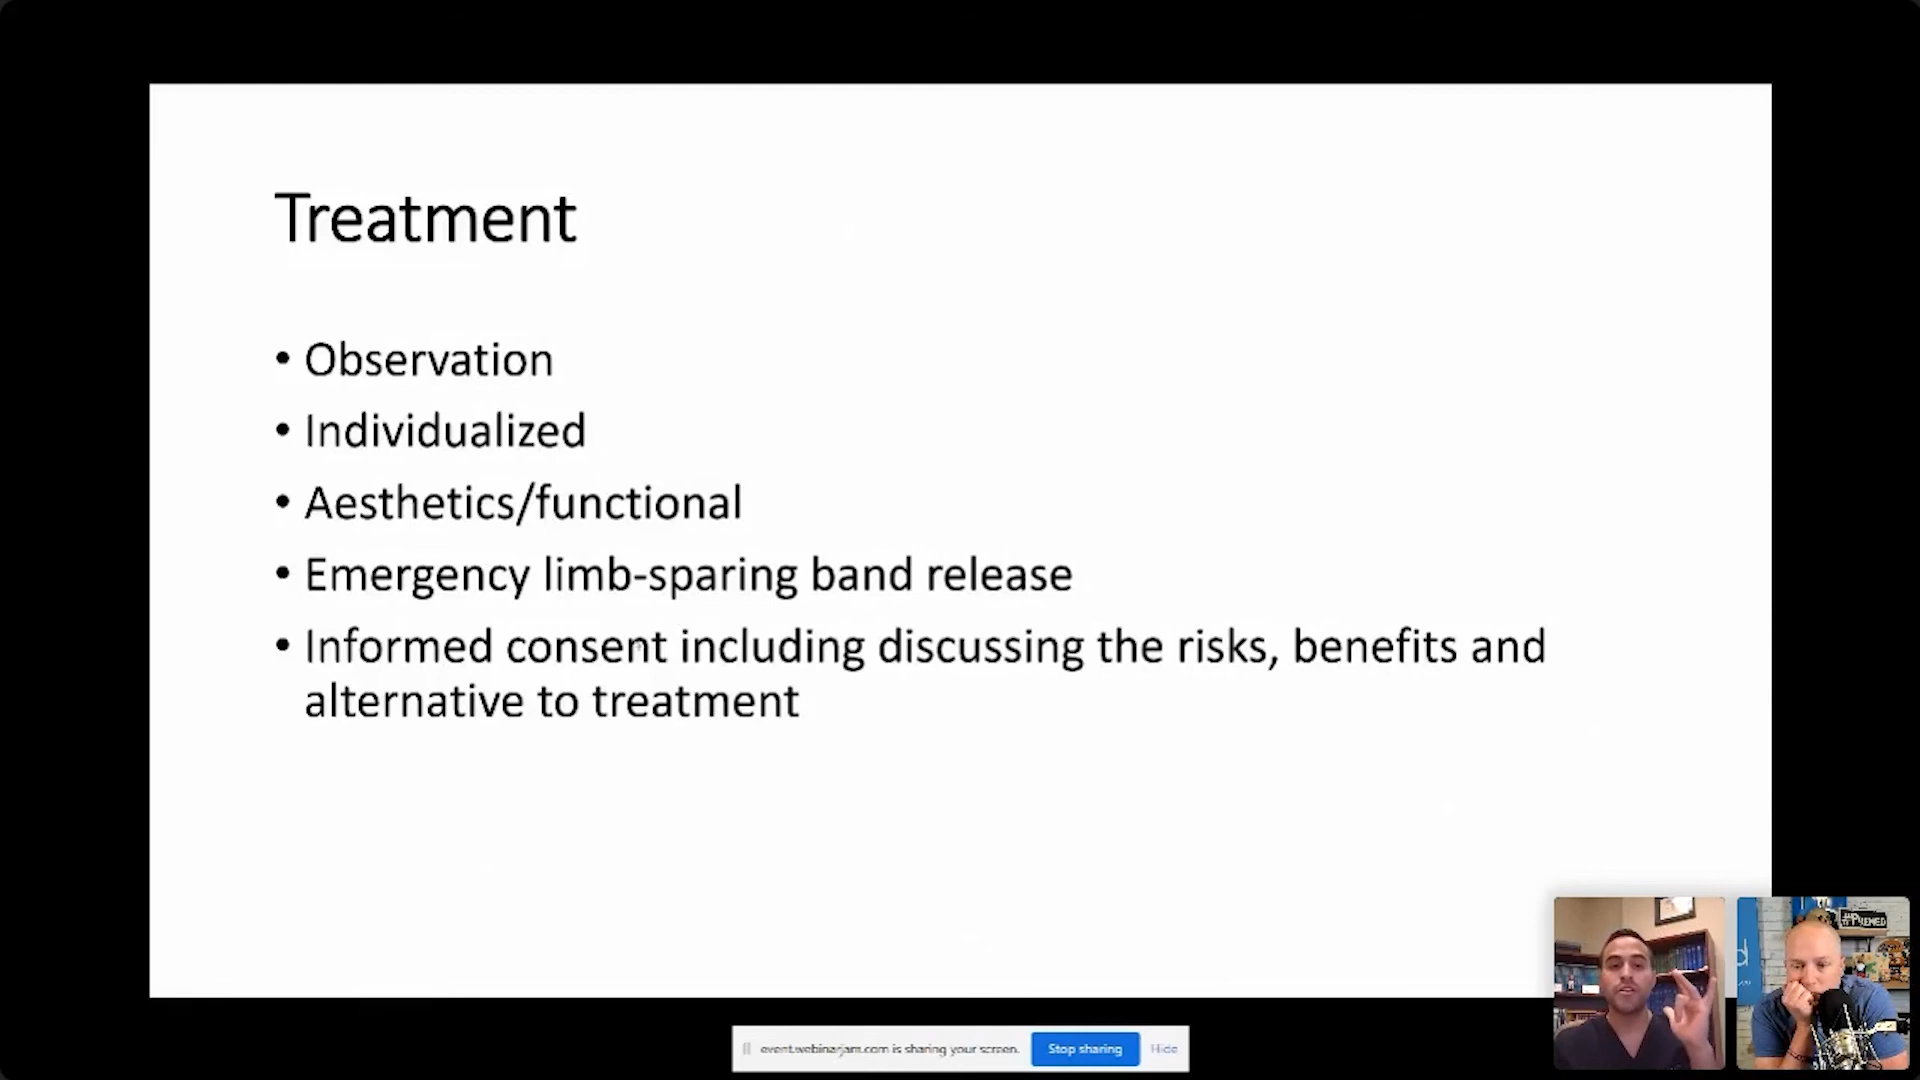 Treatment
• Observation
• Individualized
• Aesthetics/functional
• Emergency limb-sparing band release
• Informed consent including discussing the risks, benefits and
alternative to treatment
#PREMED
d
event.webinarjam.com is sharing your screen.
Stop sharing
Hide